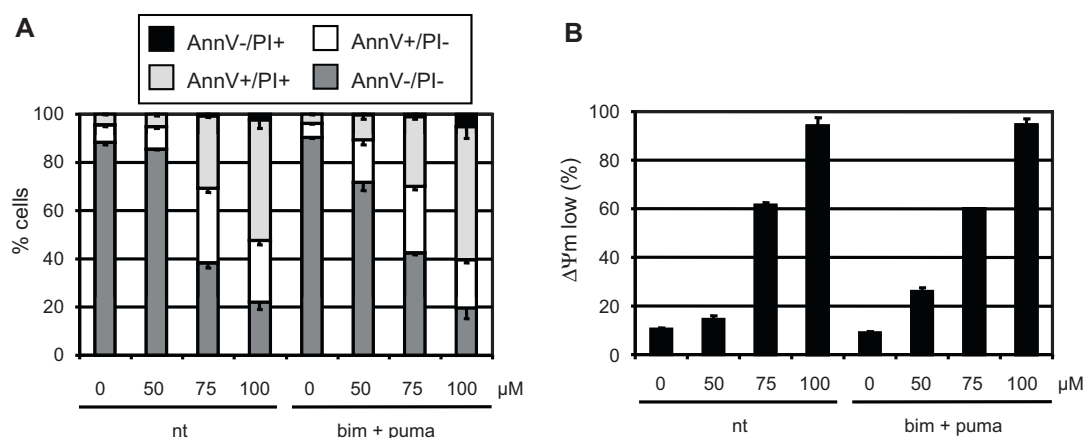 A
AnnV-/PI+ AnnV+/PI-
AnnV+/PI+ AnnV-/PI-
100
80
60
40
20
0
% cells
0 50 75 100 0 50 75 100 µM
nt bim + puma
B
100
80
60
40
20
0
ΔΨm low (%)
0 50 75 100 0 50 75 100
nt bim + puma